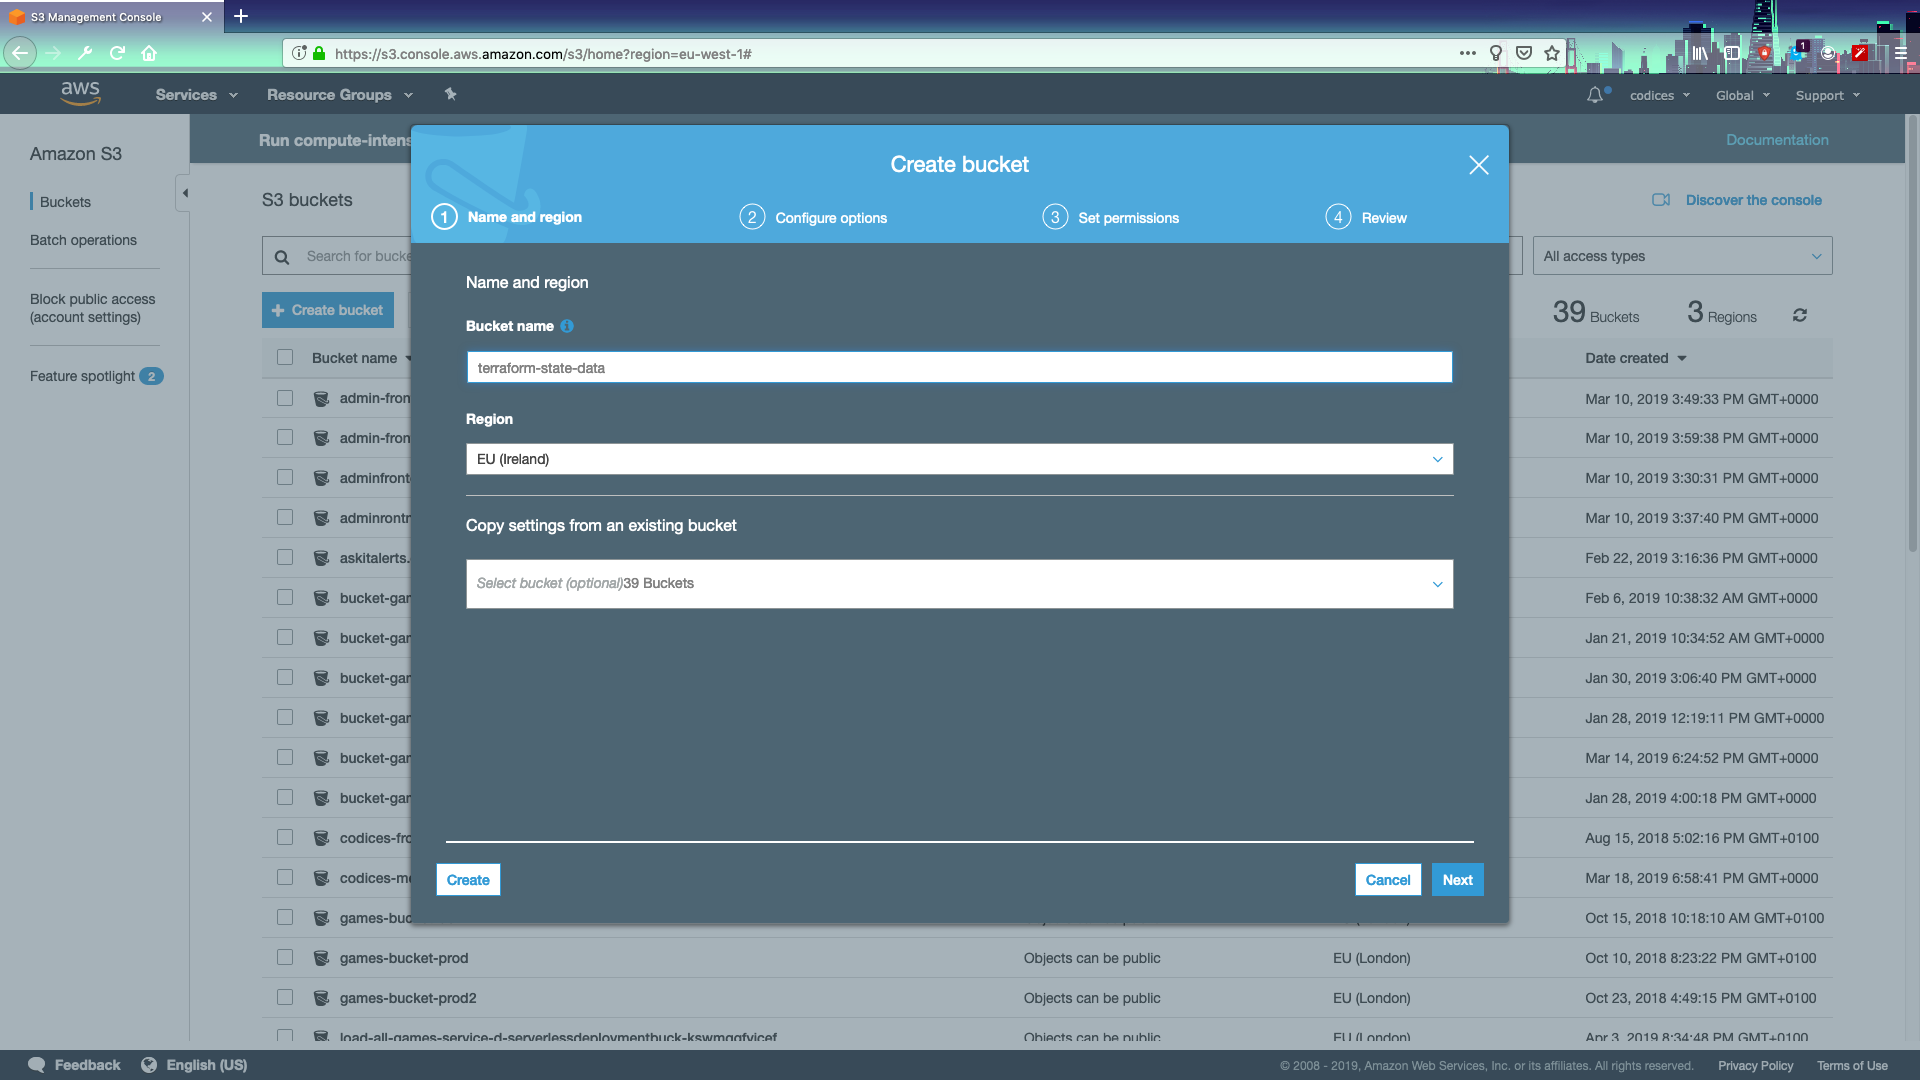 S3 Management Console
https://s3.console.aws.amazon.com/s3/home?region=eu-west-1#
1
aws
Services
Resource Groups
codices
Global
Support
Amazon S3
Buckets
Batch operations
Block public access
(account settings)
Feature spotlight 2
Run compute-intens
Documentation
S3 buckets
Discover the console
Search for bucke
All access types
Create bucket
39 Buckets
3 Regions
Bucket name
Date created
admin-fron
Mar 10, 2019 3:49:33 PM GMT+0000
admin-fron
Mar 10, 2019 3:59:38 PM GMT+0000
adminfront
Mar 10, 2019 3:30:31 PM GMT+0000
adminrontr
Mar 10, 2019 3:37:40 PM GMT+0000
askitalerts.
Feb 22, 2019 3:16:36 PM GMT+0000
bucket-gar
Feb 6, 2019 10:38:32 AM GMT+0000
bucket-gar
Jan 21, 2019 10:34:52 AM GMT+0000
bucket-gar
Jan 30, 2019 3:06:40 PM GMT+0000
bucket-gar
Jan 28, 2019 12:19:11 PM GMT+0000
bucket-gar
Mar 14, 2019 6:24:52 PM GMT+0000
bucket-gar
Jan 28, 2019 4:00:18 PM GMT+0000
codices-fro
Aug 15, 2018 5:02:16 PM GMT+0100
codices-me
Mar 18, 2019 6:58:41 PM GMT+0000
games-buc
Oct 15, 2018 10:18:10 AM GMT+0100
games-bucket-prod Objects can be public EU (London) Oct 10, 2018 8:23:22 PM GMT+0100
games-bucket-prod2 Objects can be public EU (London) Oct 23, 2018 4:49:15 PM GMT+0100
Objects can be public EU (London) Apr 3, 2019 8:34:48 PM GMT+0100
Create bucket
1 Name and region
2 Configure options
3 Set permissions
4 Review
Name and region
Bucket name
terraform-state-data
Region
EU (Ireland)
Copy settings from an existing bucket
Select bucket (optional)39 Buckets
Create
Cancel
Next
Feedback
English (US)
© 2008 - 2019, Amazon Web Services, Inc. or its affiliates. All rights reserved.
Privacy Policy
Terms of Use